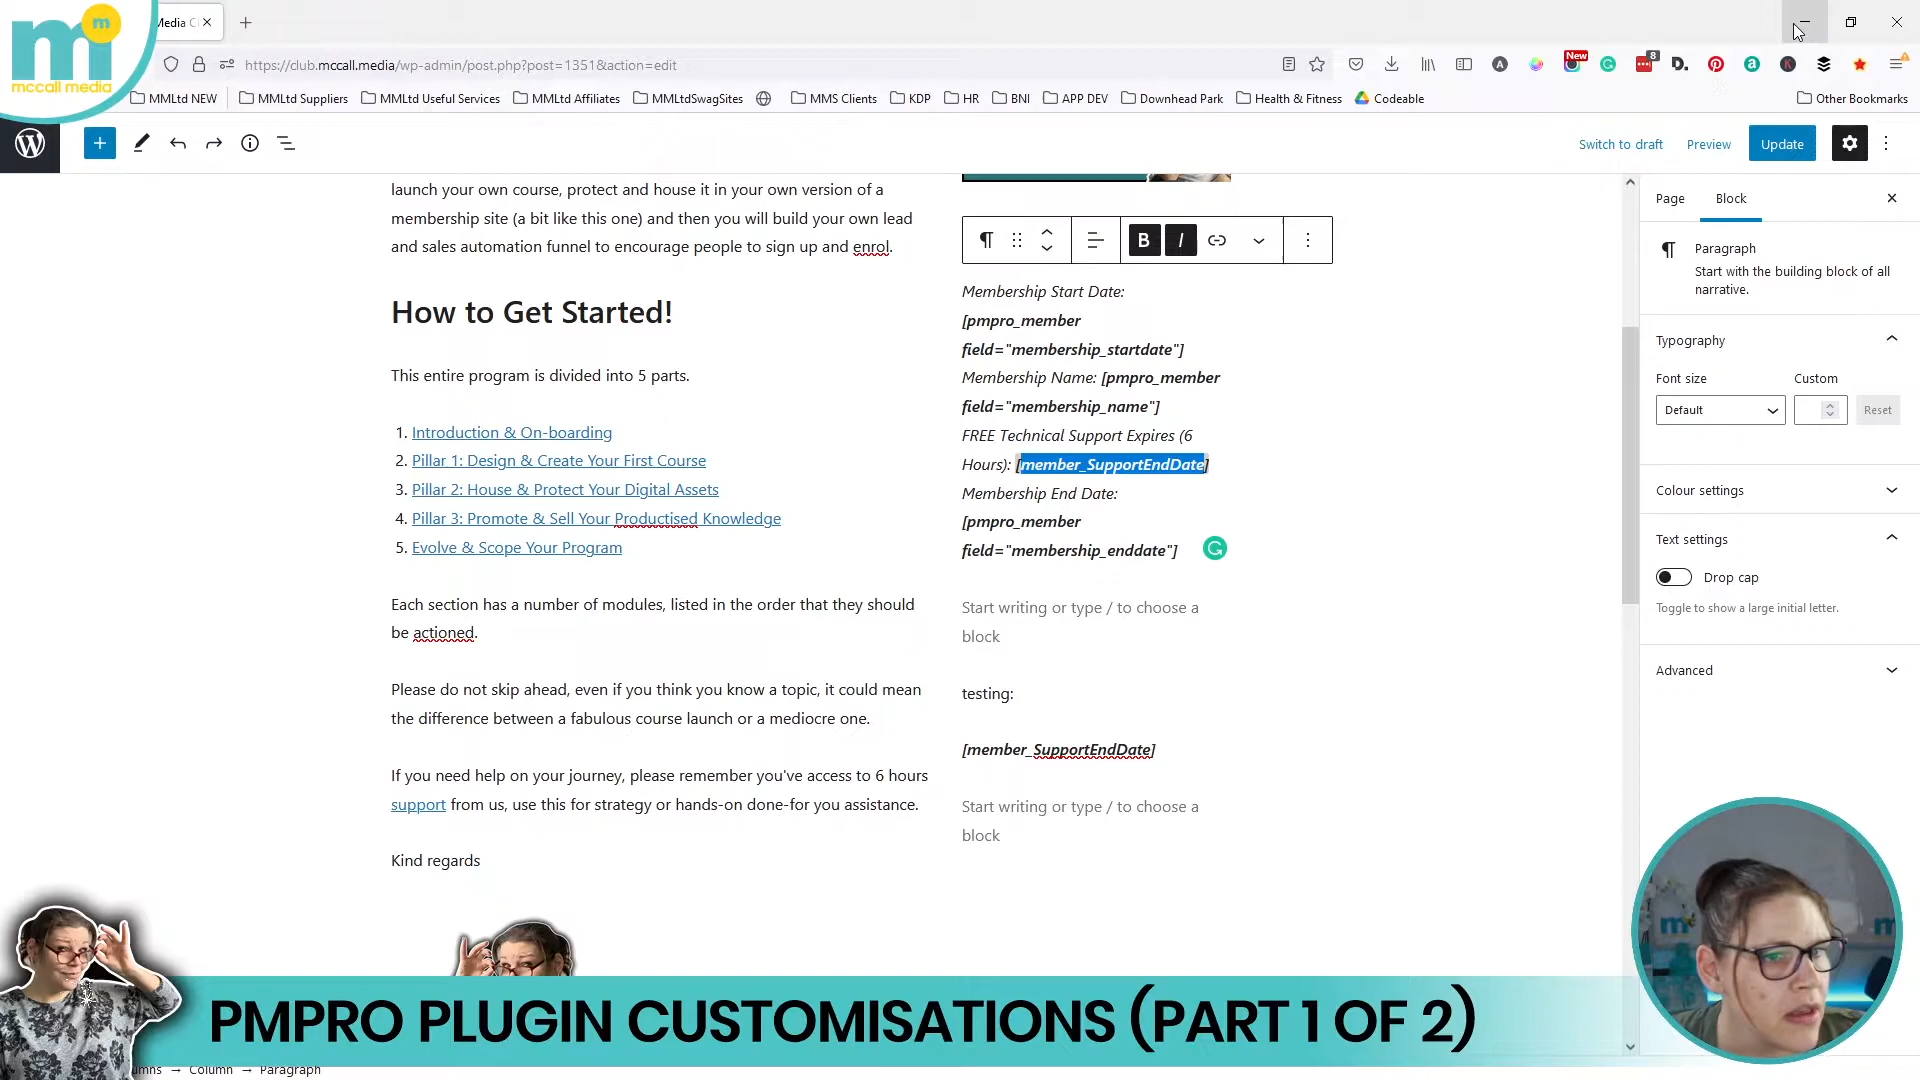 mi
m
mccall media
Media Cl
https://club.mccall.media/wp-admin/post.php?post=1351&action=edit
New
8
MMLtd NEW
MMLtd Suppliers
MMLtd Useful Services
MMLtd Affiliates
MMLtdSwagSites
MMS Clients
KDP
HR
BNI
APP DEV
Downhead Park
Health & Fitness
Codeable
Other Bookmarks
Switch to draft
Preview
Update
launch your own course, protect and house it in your own version of a
membership site (a bit like this one) and then you will build your own lead
and sales automation funnel to encourage people to sign up and enrol.
How to Get Started!
This entire program is divided into 5 parts.
1. Introduction & On-boarding
2. Pillar 1: Design & Create Your First Course
3. Pillar 2: House & Protect Your Digital Assets
4. Pillar 3: Promote & Sell Your Productised Knowledge
5. Evolve & Scope Your Program
Each section has a number of modules, listed in the order that they should
be actioned.
Please do not skip ahead, even if you think you know a topic, it could mean
the difference between a fabulous course launch or a mediocre one.
If you need help on your journey, please remember you've access to 6 hours
support from us, use this for strategy or hands-on done-for you assistance.
Kind regards
B I
Membership Start Date:
[pmpro_member
field="membership_startdate"]
Membership Name: [pmpro_member
field="membership_name"]
FREE Technical Support Expires (6
Hours): [member_SupportEndDate]
Membership End Date:
[pmpro_member
field="membership_enddate"]
Start writing or type / to choose a
block
testing:
[member_SupportEndDate]
Start writing or type / to choose a
block
Page
Block
Paragraph
Start with the building block of all
narrative.
Typography
Font size
Custom
Default
Reset
Colour settings
Text settings
Drop cap
Toggle to show a large initial letter.
Advanced
PMPRO PLUGIN CUSTOMISATIONS (PART 1 OF 2)
umns → Column → Paragraph